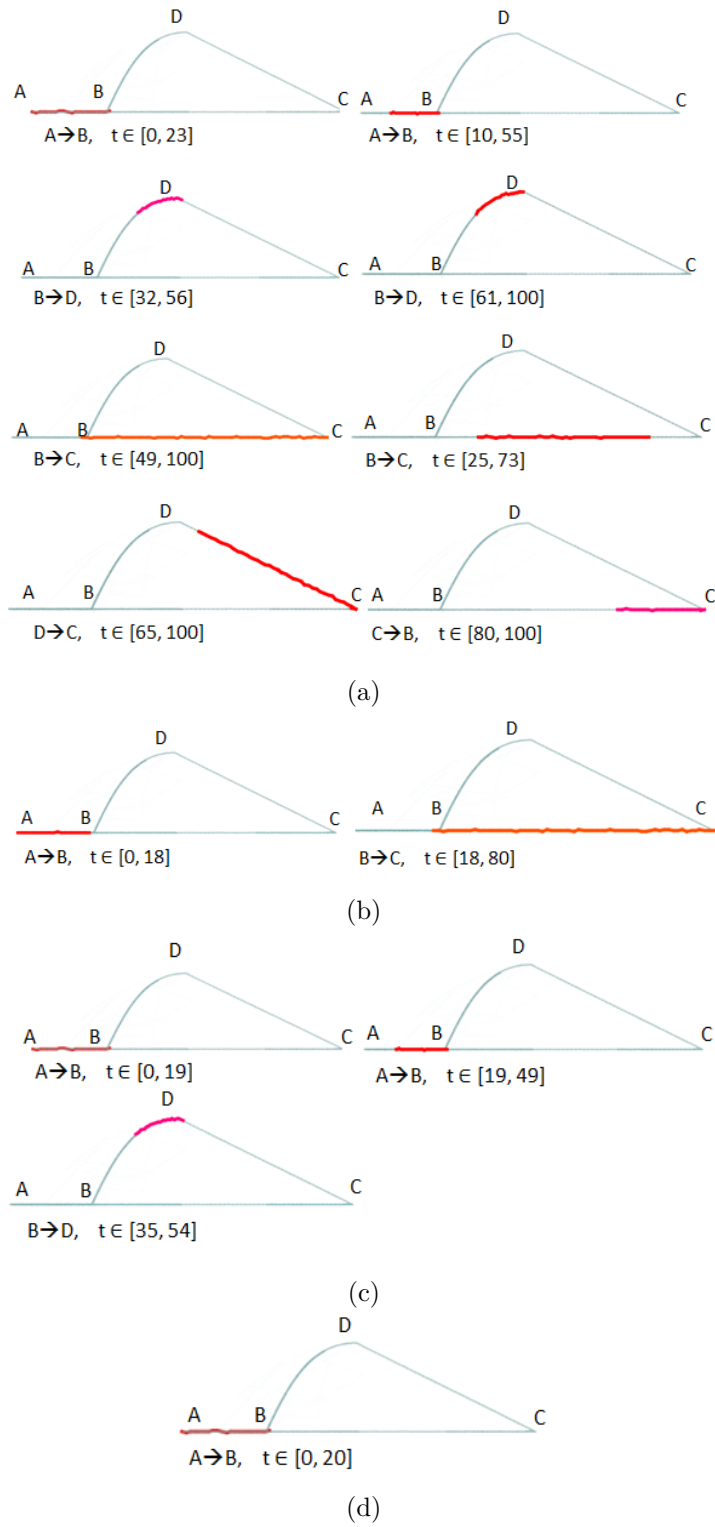 D D
A B C A B C
A→B, t ∈ [0, 23] A→B, t ∈ [10, 55]
D D
A B C A B C
B→D, t ∈ [32, 56] B→D, t ∈ [61, 100]
D D
A B C A B C
B→C, t ∈ [49, 100] B→C, t ∈ [25, 73]
D D
A B C A B C
D→C, t ∈ [65, 100] C→B, t ∈ [80, 100]
(a)
D D
A B C A B C
A→B, t ∈ [0, 18] B→C, t ∈ [18, 80]
(b)
D D
A B C A B C
A→B, t ∈ [0, 19] A→B, t ∈ [19, 49]
D
A B C
B→D, t ∈ [35, 54]
(c)
D
A B C
A→B, t ∈ [0, 20]
(d)